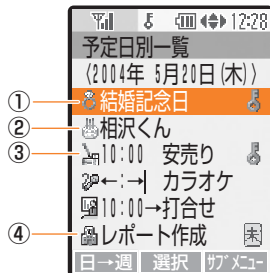 12:28
予定日別一覧
〈2004年 5月20日(木)〉
① 結婚記念日
② 相沢くん
③ 10:00 安売り
←:→| カラオケ
10:00→打合せ
④ レポート作成 末
日→週 選択 ｻﾌﾞﾒﾆｭｰ